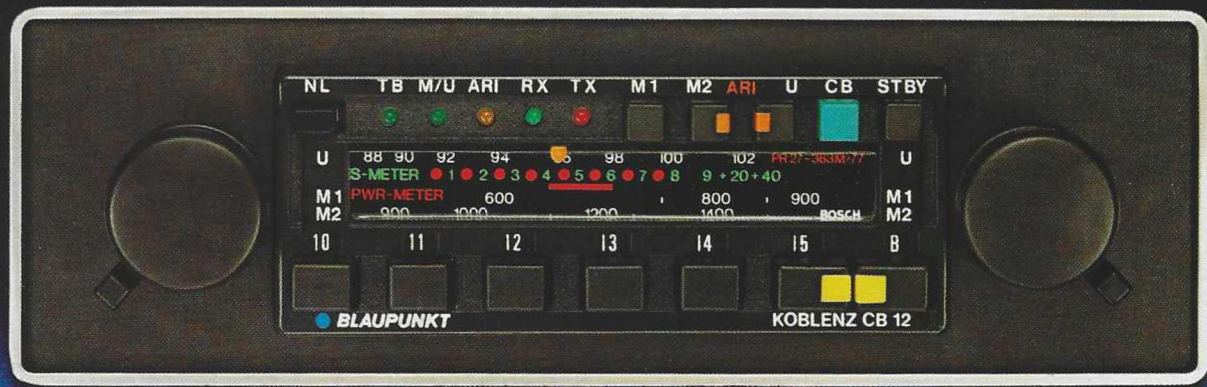 NL TB M/U ARI RX TX M1 M2 ARI U CB STBY
U 88 90 92 94 96 98 100 102 PR 27-363M-77 U
S-METER 1 2 3 4 5 6 7 8 9 +20+40
PWR-METER
M1 600 800 900 M1
M2 900 1000 1200 1400 BOSCH M2
10 11 12 13 14 15 B
BLAUPUNKT KOBLENZ CB 12